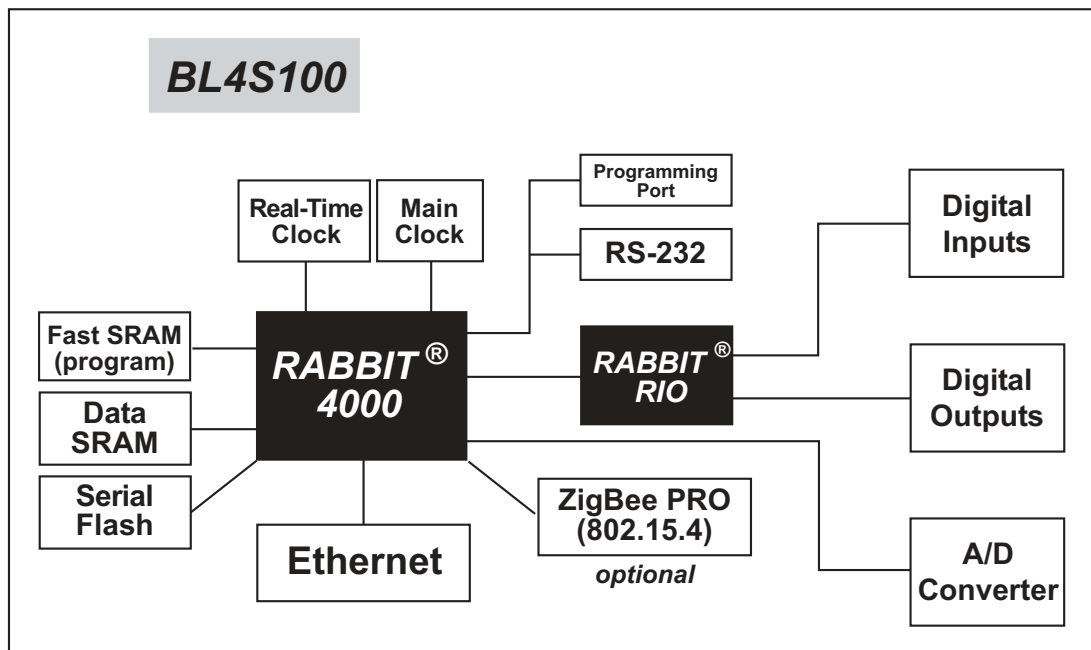 BL4S100
Programming
Port
Real-Time
Clock
Main
Clock
RS-232
Digital
Inputs
Fast SRAM
(program)
RABBIT ®
4000
RABBIT ®
RIO
Digital
Outputs
Data
SRAM
Serial
Flash
Ethernet
ZigBee PRO
(802.15.4)
optional
A/D
Converter